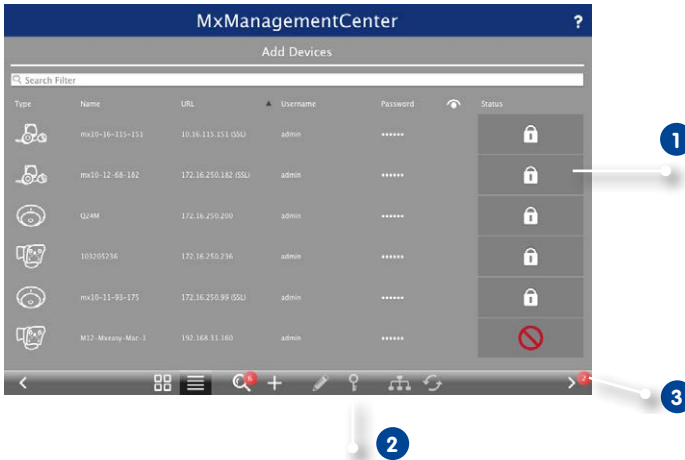 MxManagementCenter ?
Add Devices
Search Filter
Type Name URL Username Password Status
mx10-16-115-151 10.16.115.151 (SSL) admin ••••••
mx10-12-68-182 172.16.250.182 (SSL) admin ••••••
Q24M 172.16.250.200 admin ••••••
103205236 172.16.250.236 admin ••••••
mx10-11-93-175 172.16.250.99 (SSL) admin ••••••
M12-Mxeasy-Mac-1 192.168.31.160 admin ••••••
6 2
1
2
3